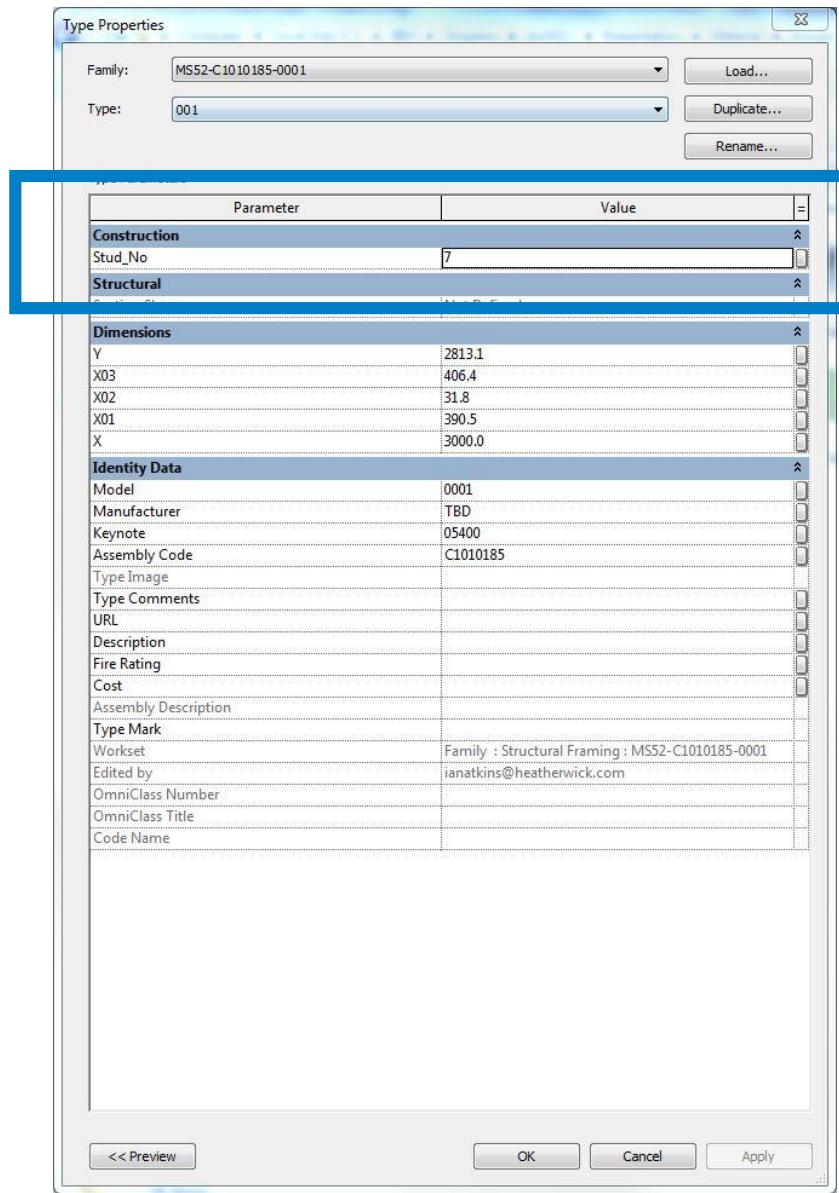 Type Properties
Family: MS52-C1010185-0001 Load...
Type: 001 Duplicate...
Rename...
Parameter Value =
Construction
Stud_No 7
Structural
Dimensions
Y 2813.1
X03 406.4
X02 31.8
X01 390.5
X 3000.0
Identity Data
Model 0001
Manufacturer TBD
Keynote 05400
Assembly Code C1010185
Type Image
Type Comments
URL
Description
Fire Rating
Cost
Assembly Description
Type Mark
Workset Family : Structural Framing : MS52-C1010185-0001
Edited by ianatkins@heatherwick.com
OmniClass Number
OmniClass Title
Code Name
<< Preview OK Cancel Apply